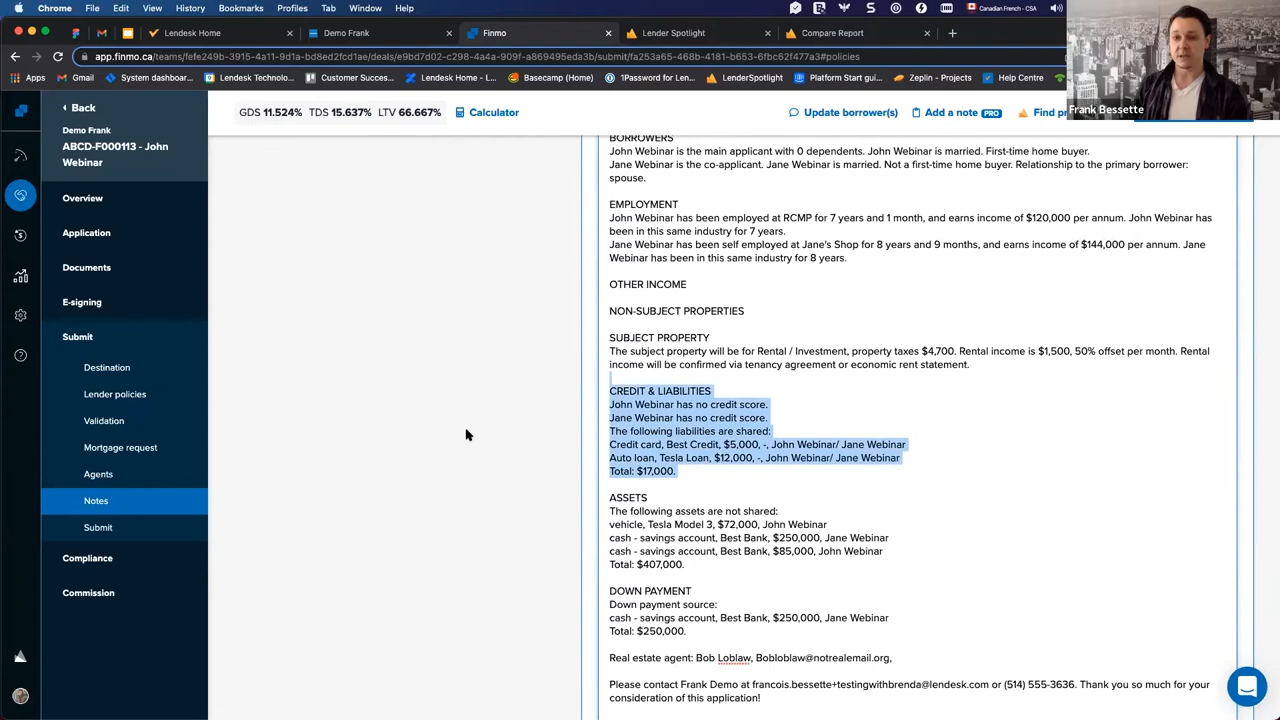 Chrome File Edit View History Bookmarks Profiles Tab Window Help
Canadian French - CSA
Lendesk Home
Demo Frank
Finmo
Lender Spotlight
Compare Report
app.finmo.ca/teams/fefe249b-3915-4a11-9d1a-bd8ed2fcd1ae/deals/e9bd7d02-c298-4a4a-909f-a869495eda3b/submit/fa253a65-468b-4181-b653-6fbc62f477a3#policies
Apps Gmail System dashboar... Lendesk Technolo... Customer Succes... Lendesk Home - L... Basecamp (Home) 1Password for Len... LenderSpotlight Platform Start gui... Zeplin - Projects Help Centre
Frank Bessette
Back
Demo Frank
ABCD-F000113 - John
Webinar
Overview
Application
Documents
E-signing
Submit
Destination
Lender policies
Validation
Mortgage request
Agents
Notes
Submit
Compliance
Commission
GDS 11.524% TDS 15.637% LTV 66.667% Calculator
Update borrower(s) Add a note PRO Find pr
BORROWERS
John Webinar is the main applicant with 0 dependents. John Webinar is married. First-time home buyer.
Jane Webinar is the co-applicant. Jane Webinar is married. Not a first-time home buyer. Relationship to the primary borrower:
spouse.
EMPLOYMENT
John Webinar has been employed at RCMP for 7 years and 1 month, and earns income of $120,000 per annum. John Webinar has
been in this same industry for 7 years.
Jane Webinar has been self employed at Jane's Shop for 8 years and 9 months, and earns income of $144,000 per annum. Jane
Webinar has been in this same industry for 8 years.
OTHER INCOME
NON-SUBJECT PROPERTIES
SUBJECT PROPERTY
The subject property will be for Rental / Investment, property taxes $4,700. Rental income is $1,500, 50% offset per month. Rental
income will be confirmed via tenancy agreement or economic rent statement.
CREDIT & LIABILITIES
John Webinar has no credit score.
Jane Webinar has no credit score.
The following liabilities are shared:
Credit card, Best Credit, $5,000, -, John Webinar/ Jane Webinar
Auto loan, Tesla Loan, $12,000, -, John Webinar/ Jane Webinar
Total: $17,000.
ASSETS
The following assets are not shared:
vehicle, Tesla Model 3, $72,000, John Webinar
cash - savings account, Best Bank, $250,000, Jane Webinar
cash - savings account, Best Bank, $85,000, John Webinar
Total: $407,000.
DOWN PAYMENT
Down payment source:
cash - savings account, Best Bank, $250,000, Jane Webinar
Total: $250,000.
Real estate agent: Bob Loblaw, Bobloblaw@notrealemail.org,
Please contact Frank Demo at francois.bessette+testingwithbrenda@lendesk.com or (514) 555-3636. Thank you so much for your
consideration of this application!